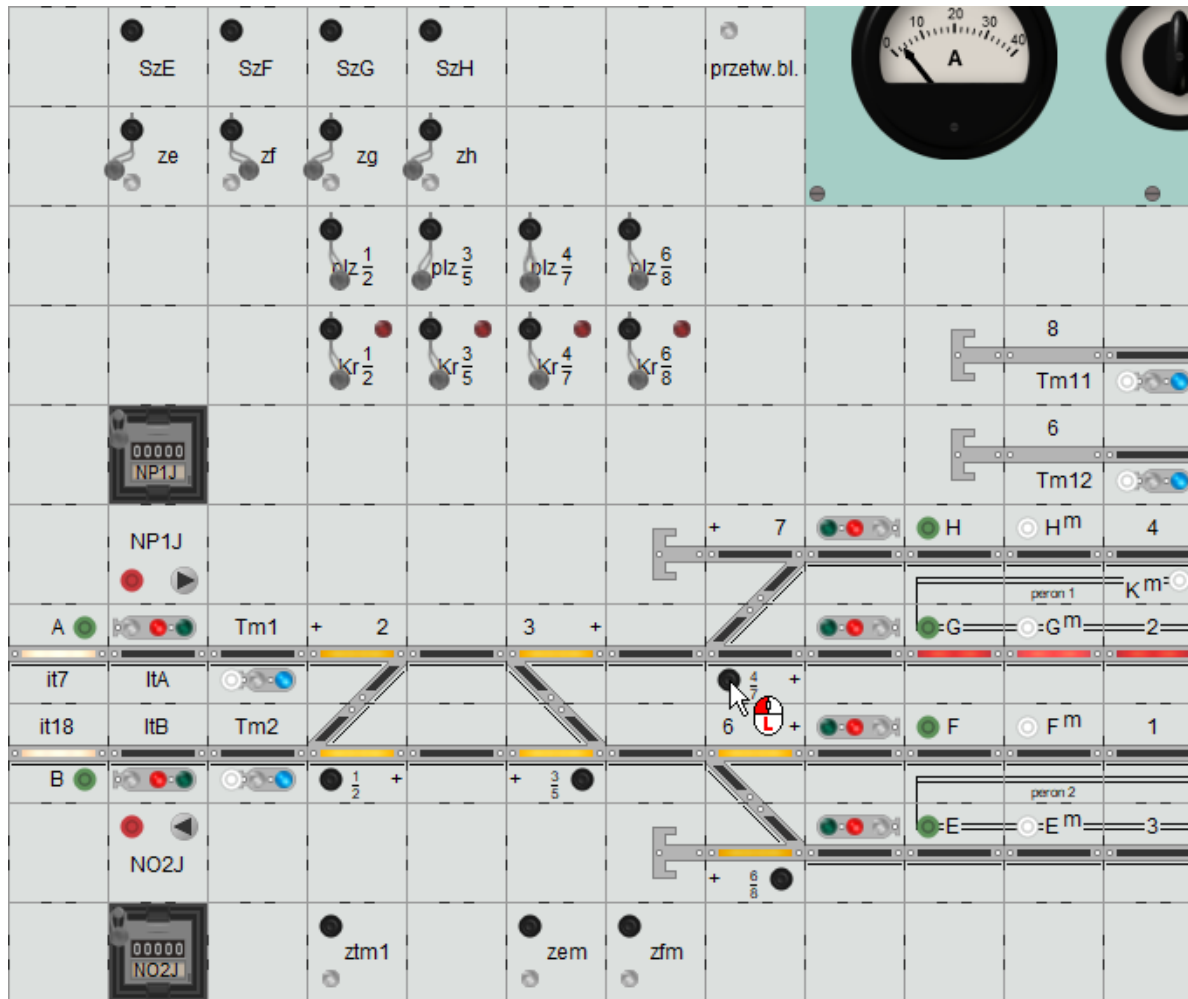 0 10 20 30 40
A
SzE SzF SzG SzH przetw.bl.
ze zf zg zh
plz 1/2 plz 3/5 plz 4/7 plz 6/8
Kr 1/2 Kr 3/5 Kr 4/7 Kr 6/8
8
Tm11
6
00000
NP1J
Tm12
NP1J
+ 7 H Hm 4
peron 1 Km
A Tm1 + 2 3 + G Gm 2
it7 ItA 4/7 +
L
it18 ItB Tm2 6 + F Fm 1
B 1/2 + + 3/5
peron 2
E Em 3
NO2J
+ 6/8
00000
NO2J
ztm1 zem zfm